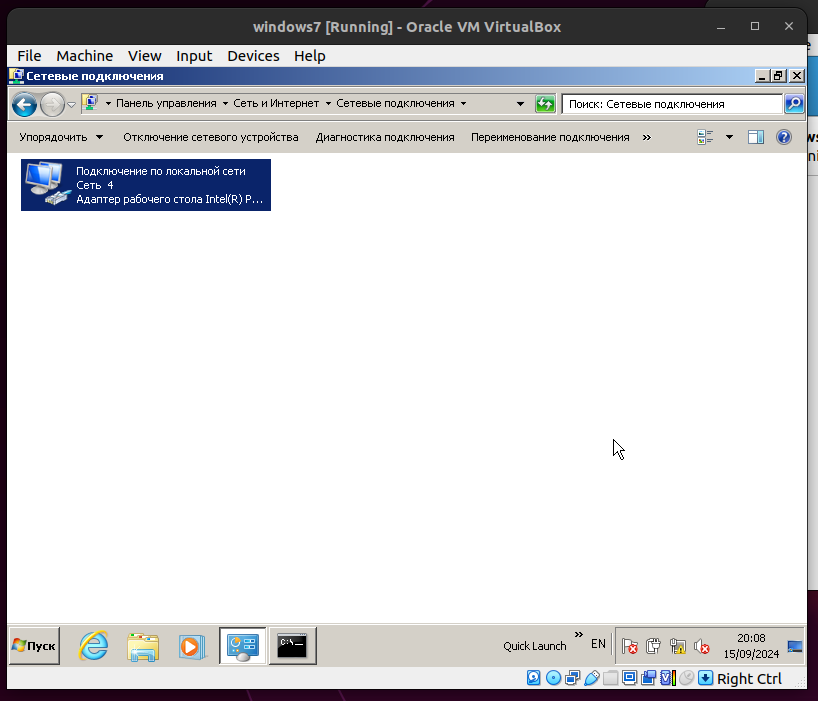 windows7 [Running] - Oracle VM VirtualBox
File Machine View Input Devices Help
Сетевые подключения
Панель управления Сеть и Интернет Сетевые подключения Поиск: Сетевые подключения
Упорядочить Отключение сетевого устройства Диагностика подключения Переименование подключения »
Подключение по локальной сети
Сеть 4
Адаптер рабочего стола Intel(R) P...
Пуск Quick Launch » EN 20:08
15/09/2024
Right Ctrl